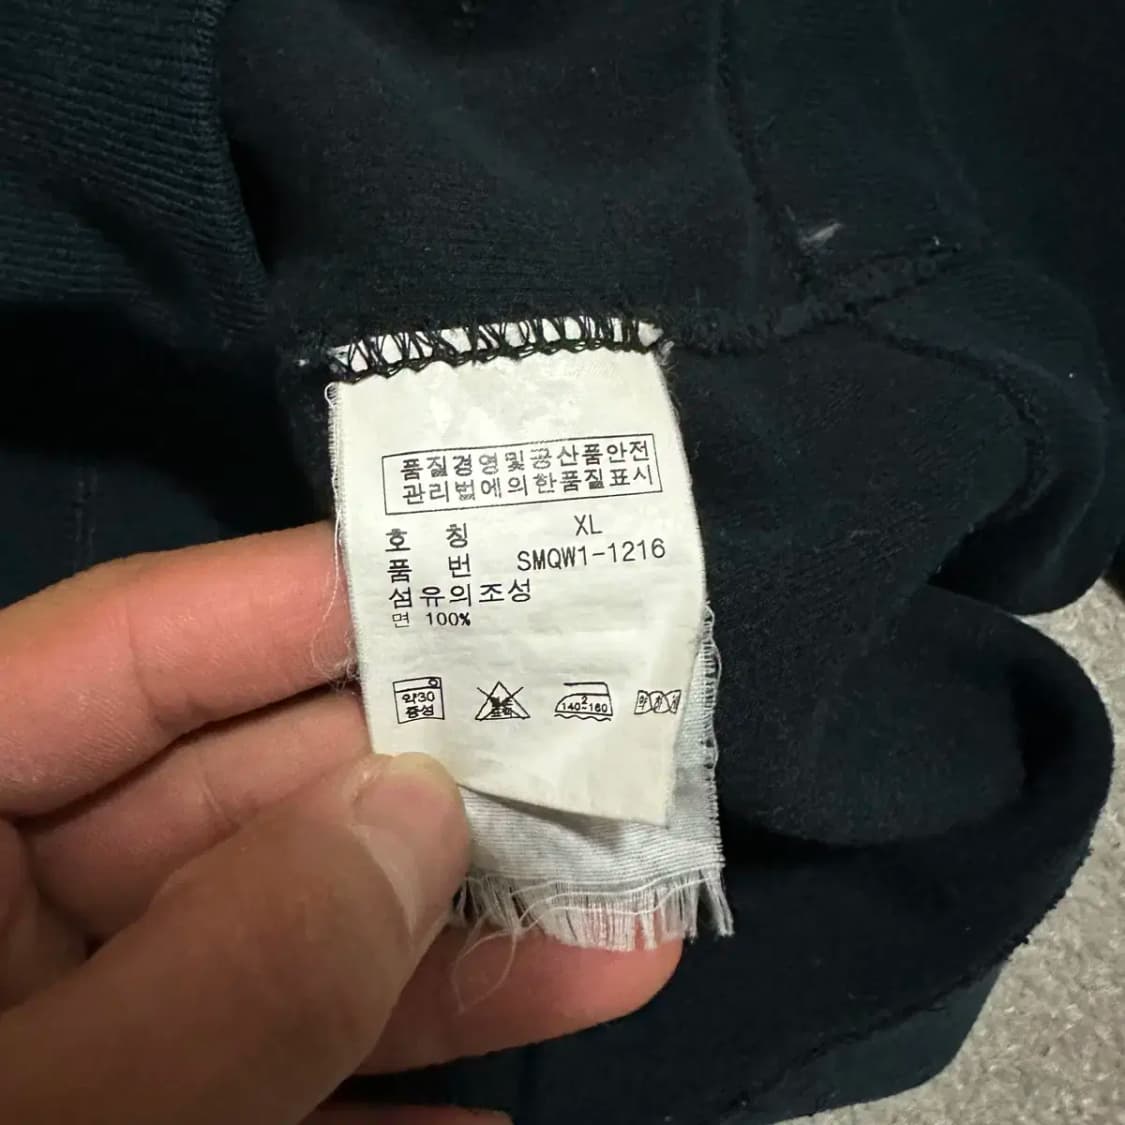 품질경영및공산품안전
관리법에의한품질표시
호 칭 XL
품 번 SMQW1-1216
섬유의조성
면 100%
약30
중성
140~160